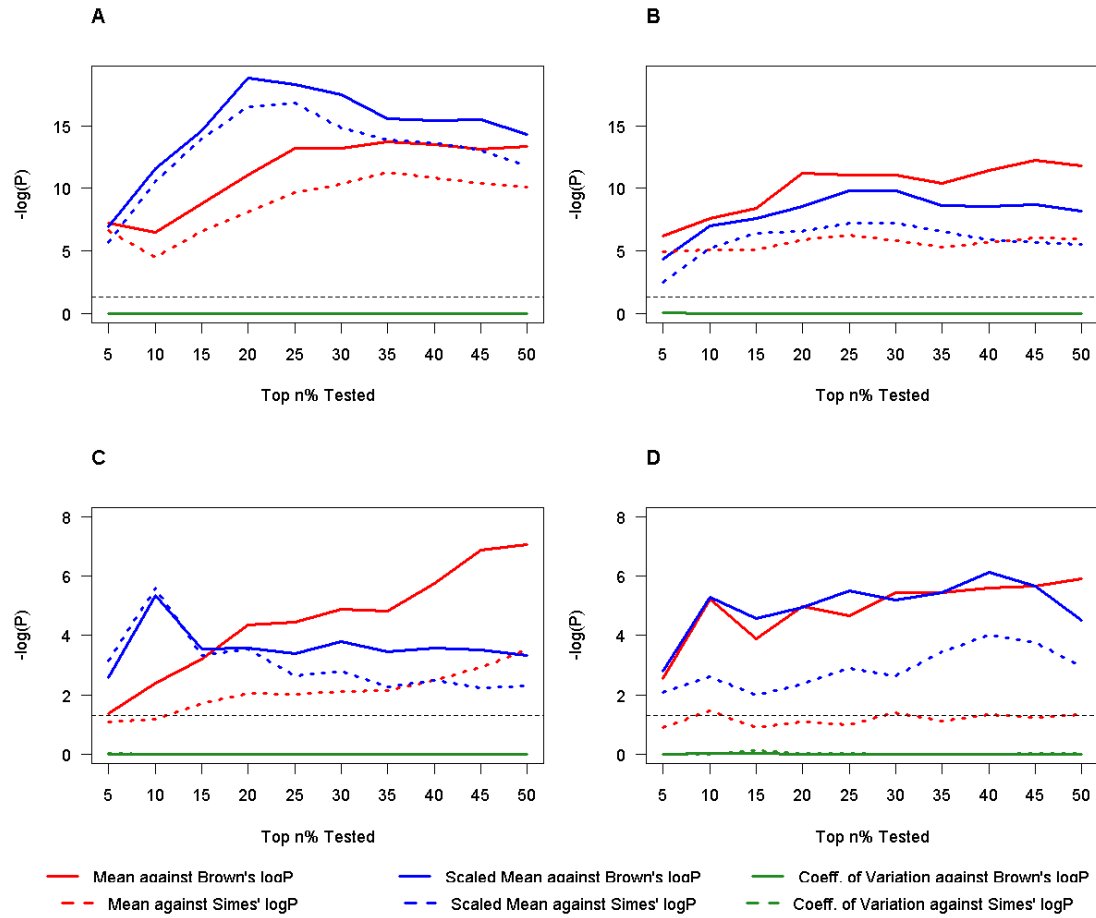 A
B
-log(P)
15
10
5
0
5 10 15 20 25 30 35 40 45 50
Top n% Tested
-log(P)
15
10
5
0
5 10 15 20 25 30 35 40 45 50
Top n% Tested
C
D
-log(P)
8
6
4
2
0
5 10 15 20 25 30 35 40 45 50
Top n% Tested
-log(P)
8
6
4
2
0
5 10 15 20 25 30 35 40 45 50
Top n% Tested
Mean against Brown's logP
Scaled Mean against Brown's logP
Coeff. of Variation against Brown's logP
Mean against Simes' logP
Scaled Mean against Simes' logP
Coeff. of Variation against Simes' logP